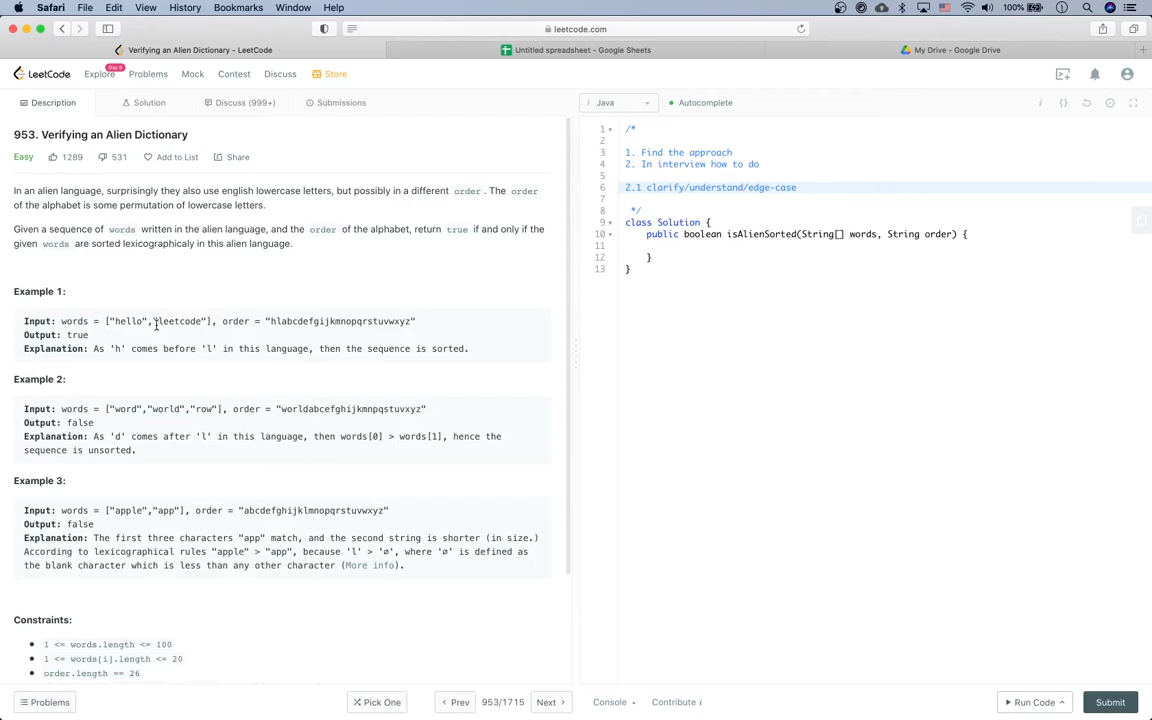 Safari File Edit View History Bookmarks Window Help 100%
leetcode.com
Verifying an Alien Dictionary - LeetCode Untitled spreadsheet - Google Sheets My Drive - Google Drive
LeetCode Explore Day 6 Problems Mock Contest Discuss Store
Description Solution Discuss (999+) Submissions
i Java Autocomplete
953. Verifying an Alien Dictionary
Easy 1289 531 Add to List Share
In an alien language, surprisingly they also use english lowercase letters, but possibly in a different order. The order
of the alphabet is some permutation of lowercase letters.
Given a sequence of words written in the alien language, and the order of the alphabet, return true if and only if the
given words are sorted lexicographicaly in this alien language.
Example 1:
Input: words = ["hello","leetcode"], order = "hlabcdefgijkmnopqrstuvwxyz"
Output: true
Explanation: As 'h' comes before 'l' in this language, then the sequence is sorted.
Example 2:
Input: words = ["word","world","row"], order = "worldabcefghijkmnpqstuvxyz"
Output: false
Explanation: As 'd' comes after 'l' in this language, then words[0] > words[1], hence the
sequence is unsorted.
Example 3:
Input: words = ["apple","app"], order = "abcdefghijklmnopqrstuvwxyz"
Output: false
Explanation: The first three characters "app" match, and the second string is shorter (in size.)
According to lexicographical rules "apple" > "app", because 'l' > '∅', where '∅' is defined as
the blank character which is less than any other character (More info).
Constraints:
1 <= words.length <= 100
1 <= words[i].length <= 20
order.length == 26
1 /*
2
3 1. Find the approach
4 2. In interview how to do
5
6 2.1 clarify/understand/edge-case
7
8 */
9 class Solution {
10 public boolean isAlienSorted(String[] words, String order) {
11
12 }
13 }
Problems Pick One Prev 953/1715 Next Console Contribute i Run Code Submit